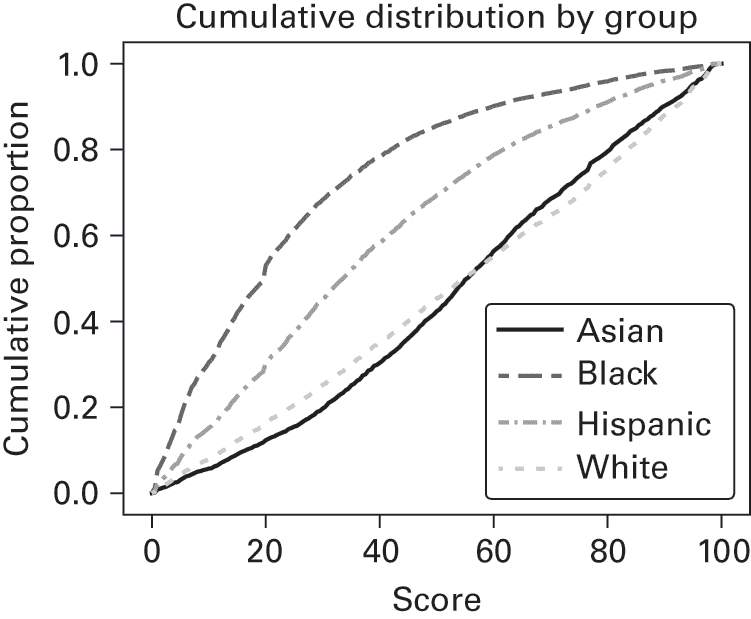 Cumulative distribution by group
Cumulative proportion
1.0
0.8
0.6
0.4
0.2
0.0
0 20 40 60 80 100
Score
Asian
Black
Hispanic
White